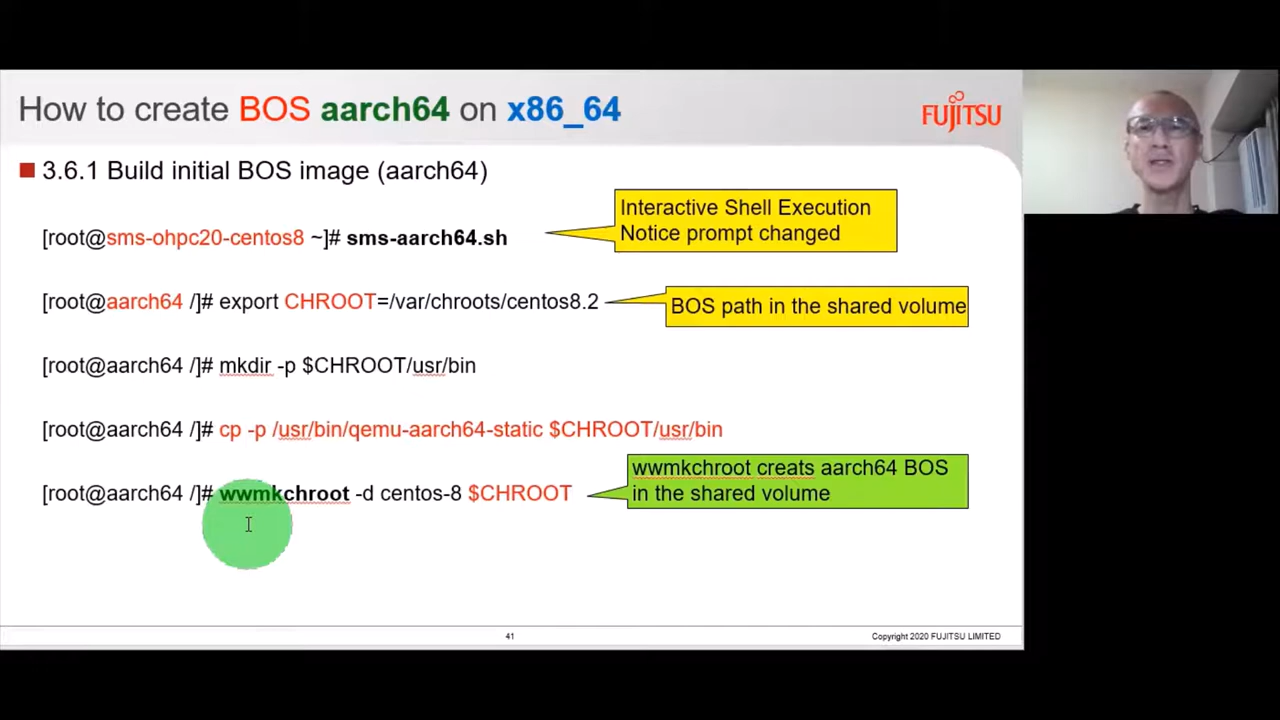 How to create BOS aarch64 on x86_64
FUJITSU
3.6.1 Build initial BOS image (aarch64)
Interactive Shell Execution
Notice prompt changed
[root@sms-ohpc20-centos8 ~]# sms-aarch64.sh
[root@aarch64 /]# export CHROOT=/var/chroots/centos8.2
BOS path in the shared volume
[root@aarch64 /]# mkdir -p $CHROOT/usr/bin
[root@aarch64 /]# cp -p /usr/bin/qemu-aarch64-static $CHROOT/usr/bin
[root@aarch64 /]# wwmkchroot -d centos-8 $CHROOT
wwmkchroot creats aarch64 BOS
in the shared volume
41
Copyright 2020 FUJITSU LIMITED